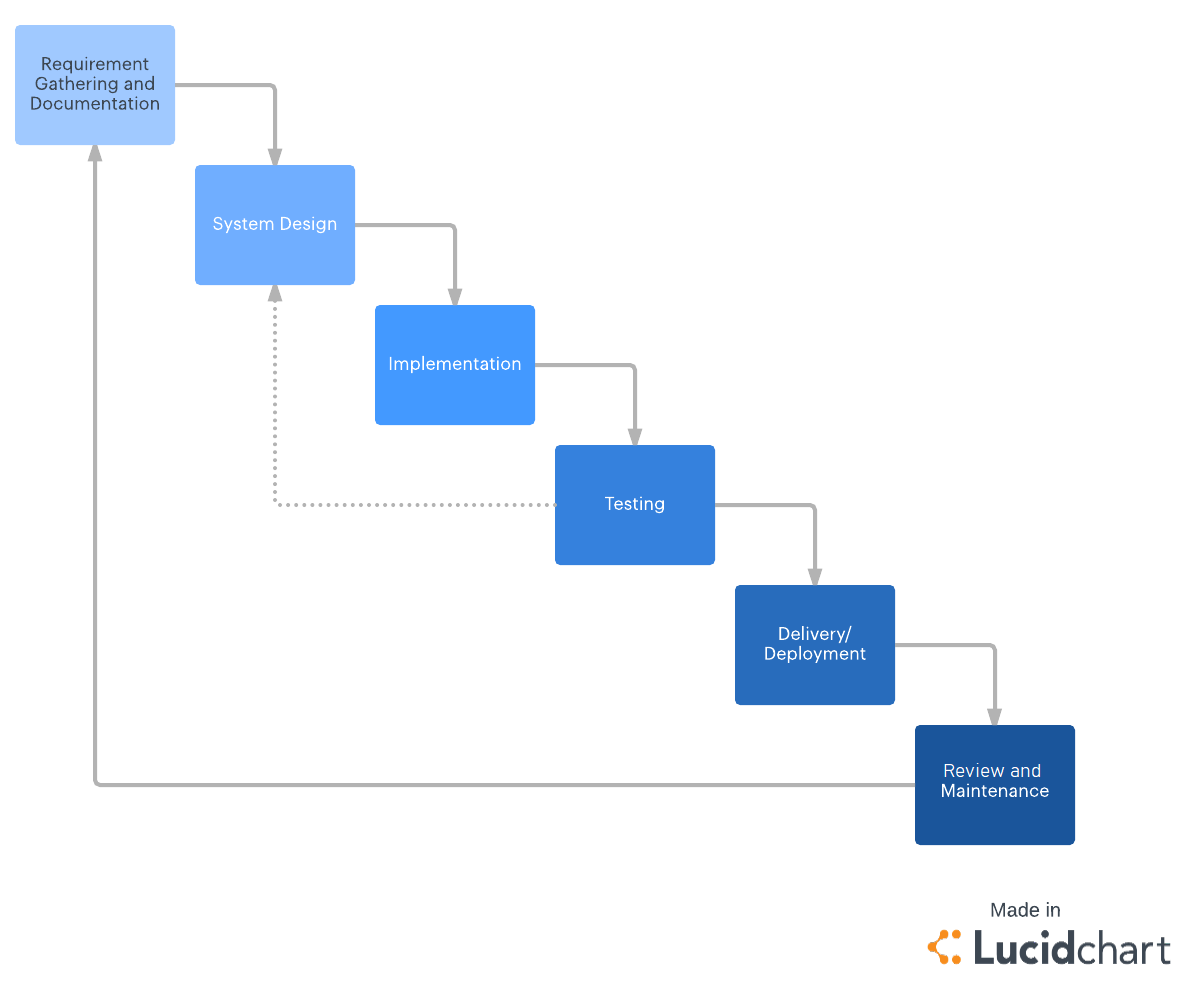 Requirement
Gathering and
Documentation
System Design
Implementation
Testing
Delivery/
Deployment
Review and
Maintenance
Made in
Lucidchart